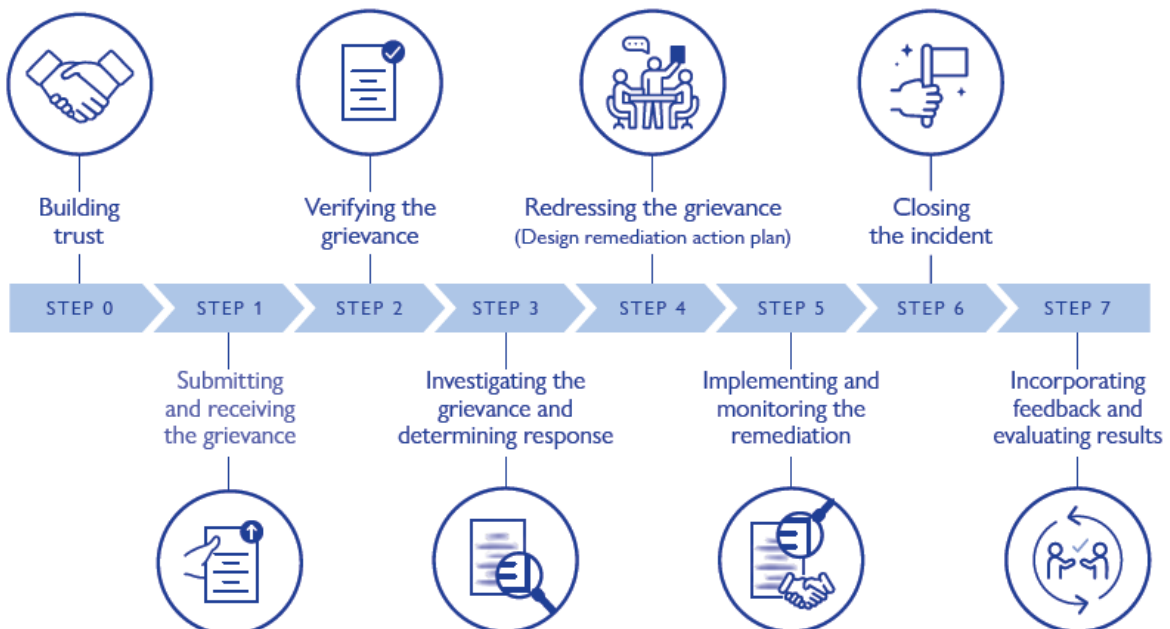 Building
trust
Verifying the
grievance
Redressing the grievance
(Design remediation action plan)
Closing
the incident
STEP 0
STEP 1
STEP 2
STEP 3
STEP 4
STEP 5
STEP 6
STEP 7
Submitting
and receiving
the grievance
Investigating the
grievance and
determining response
Implementing and
monitoring the
remediation
Incorporating
feedback and
evaluating results